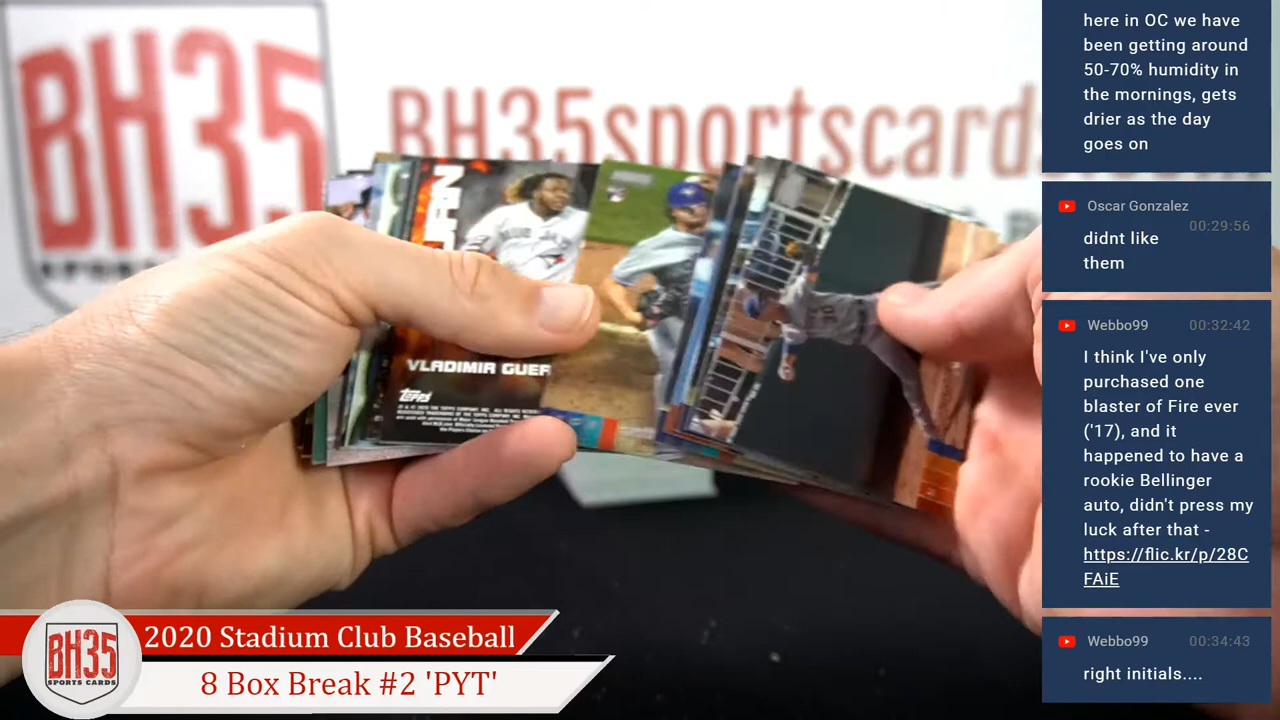 BH35
SPORTS
BH35sportscards
VLADIMIR GUER
Topps
2020 Stadium Club Baseball
8 Box Break #2 'PYT'
BH35
SPORTS CARDS
here in OC we have
been getting around
50-70% humidity in
the mornings, gets
drier as the day
goes on
Oscar Gonzalez
00:29:56
didnt like
them
Webbo99 00:32:42
I think I've only
purchased one
blaster of Fire ever
('17), and it
happened to have a
rookie Bellinger
auto, didn't press my
luck after that -
https://flic.kr/p/28C
FAiE
Webbo99 00:34:43
right initials....